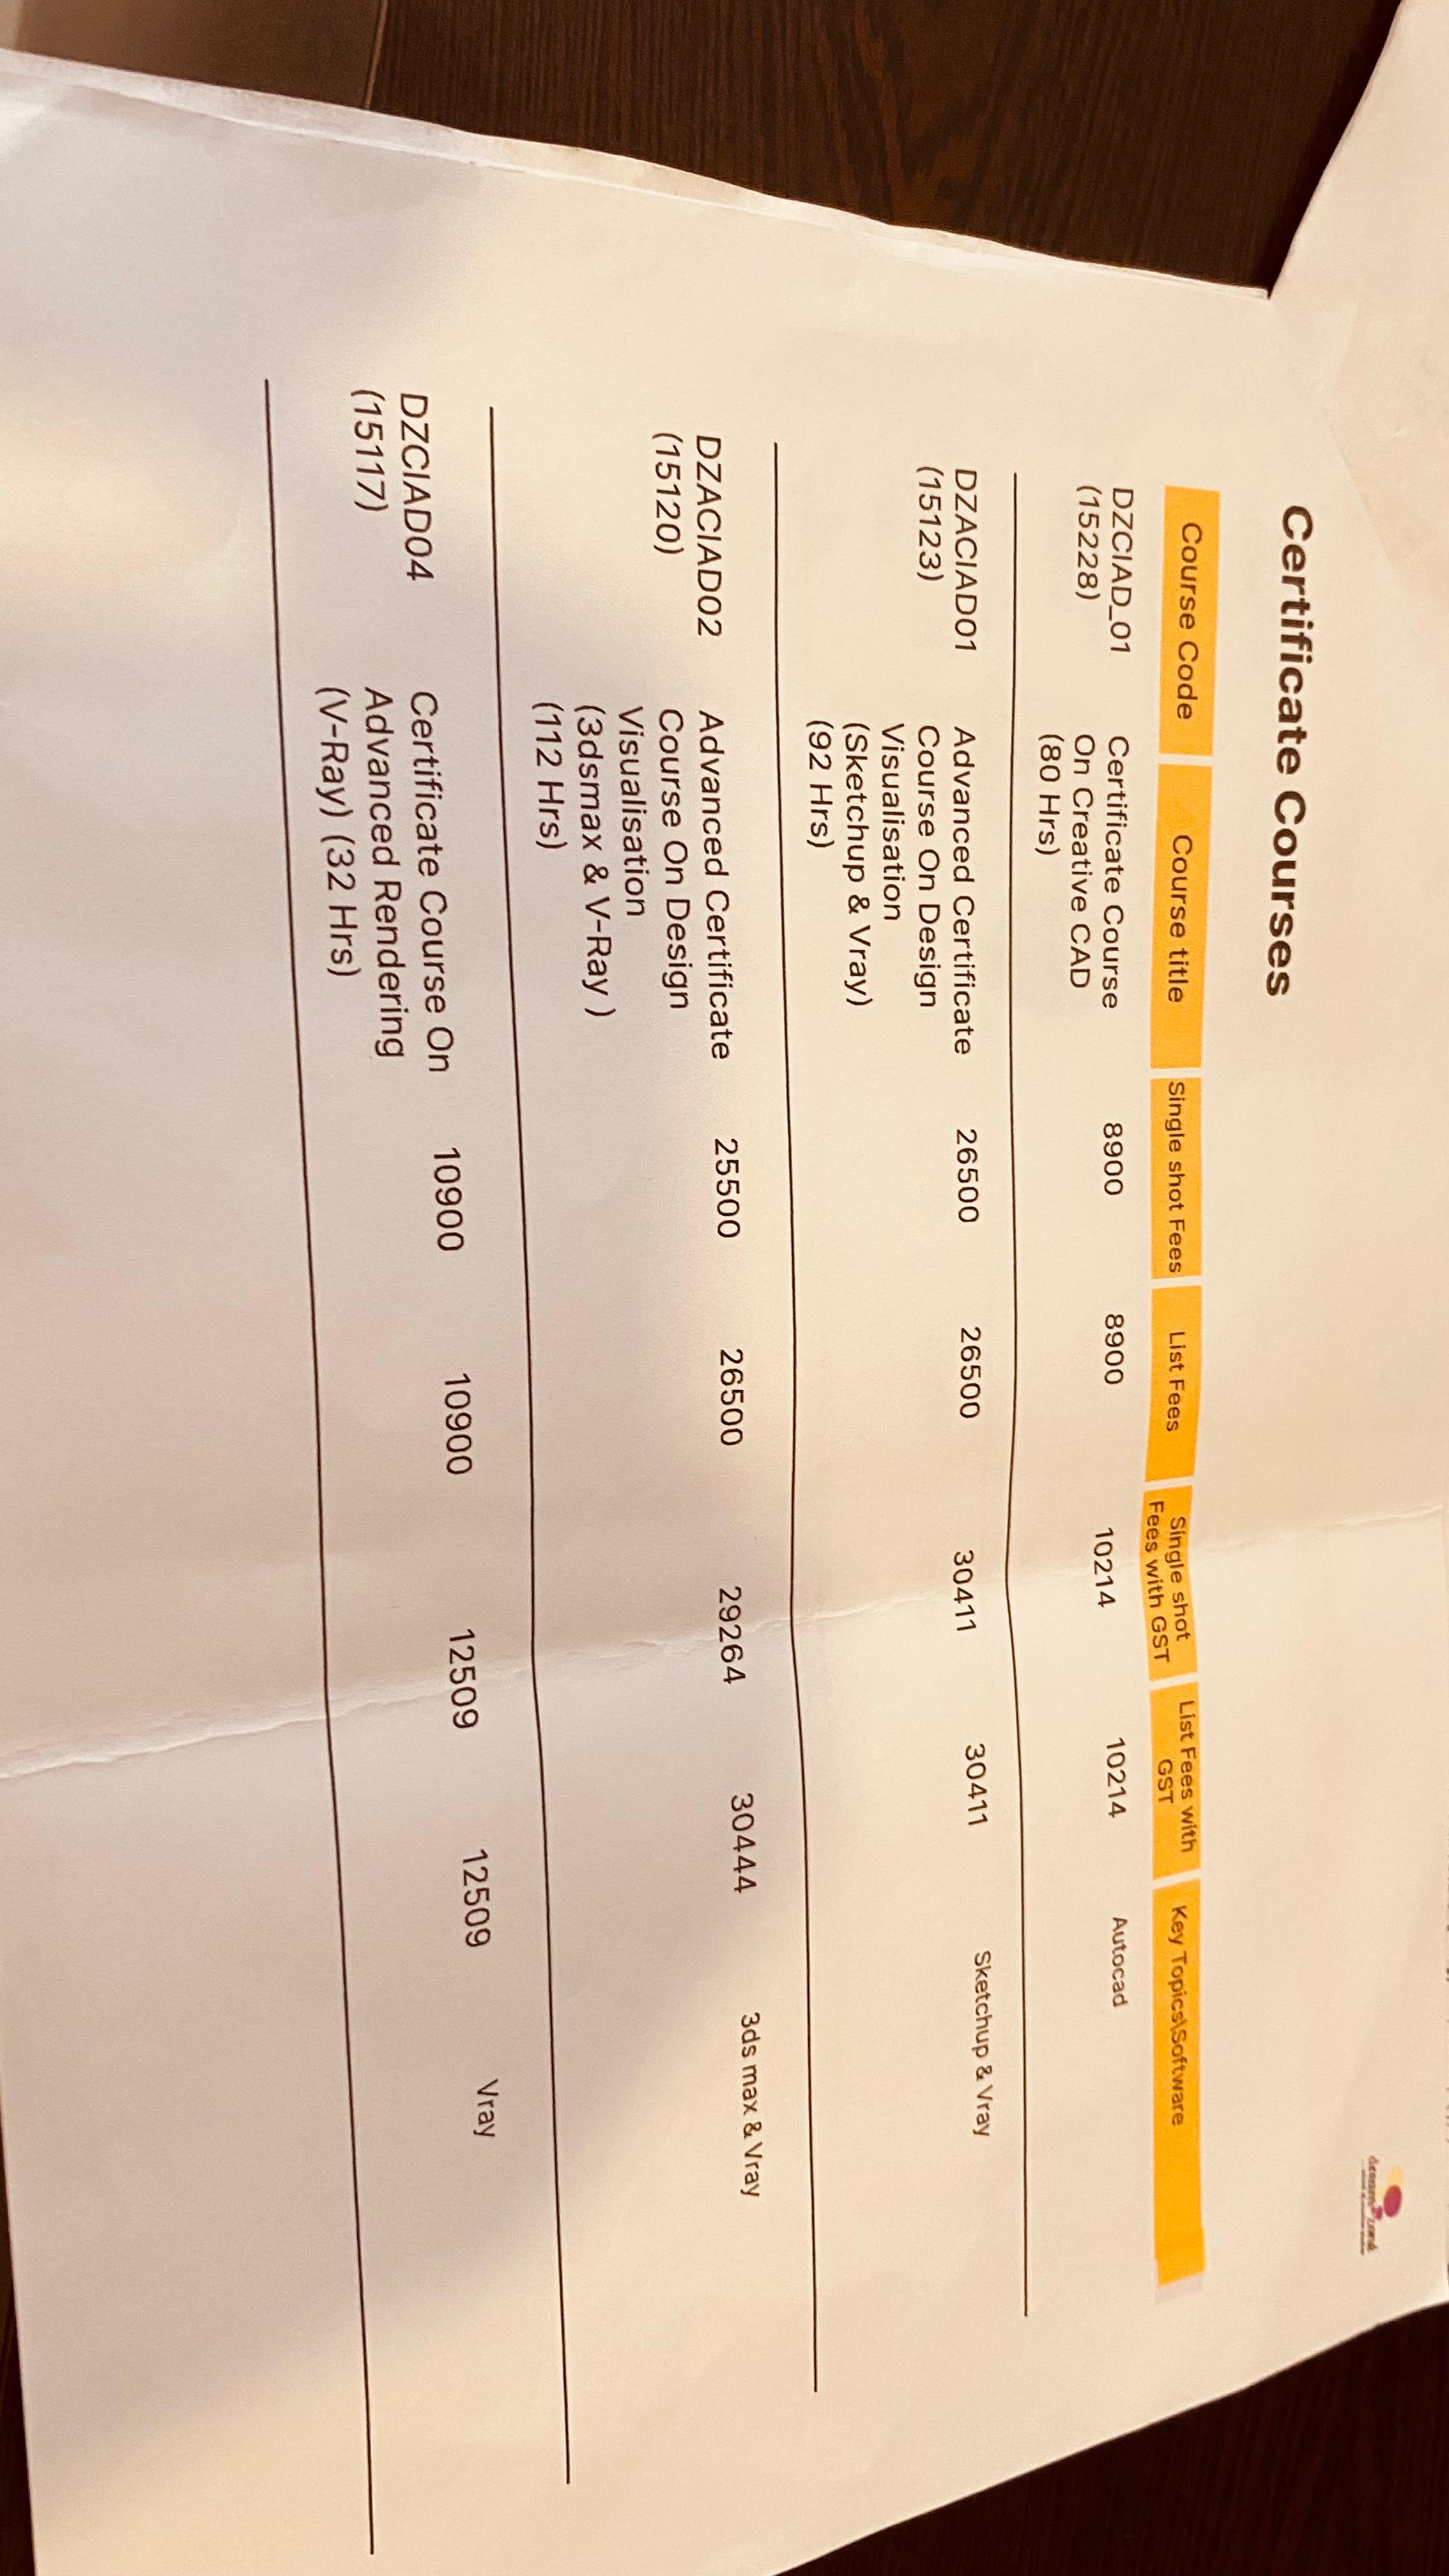 dream zone
Certificate Courses
Course Code
Course title
Single shot Fees
List Fees
Single shot
Fees with GST
List Fees with
GST
Key Topics\Software
DZCIAD_01
(15228)
Certificate Course
On Creative CAD
(80 Hrs)
8900
8900
10214
10214
Autocad
DZACIAD01
(15123)
Advanced Certificate
Course On Design
Visualisation
(Sketchup & Vray)
(92 Hrs)
26500
26500
30411
30411
Sketchup & Vray
DZACIAD02
(15120)
Advanced Certificate
Course On Design
Visualisation
(3dsmax & V-Ray )
(112 Hrs)
25500
26500
29264
30444
3ds max & Vray
DZCIAD04
(15117)
Certificate Course On
Advanced Rendering
(V-Ray) (32 Hrs)
10900
10900
12509
12509
Vray